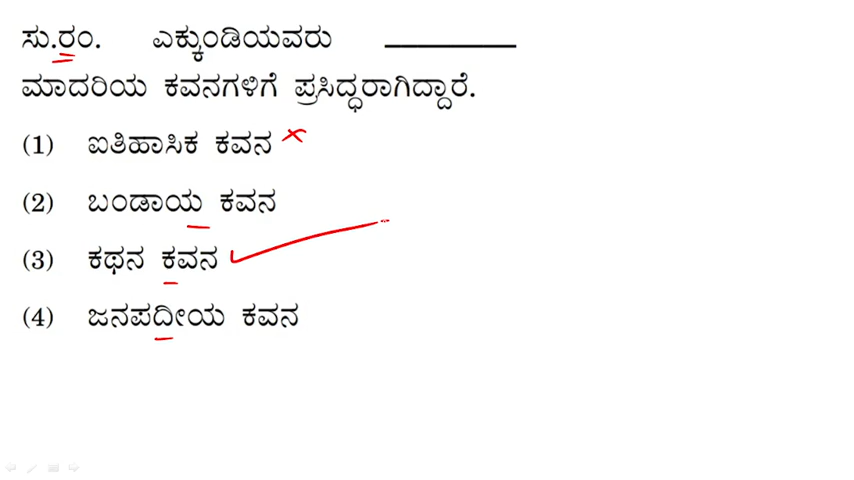 ಸು.ರಂ. ಎಕ್ಕುಂಡಿಯವರು ________
ಮಾದರಿಯ ಕವನಗಳಿಗೆ ಪ್ರಸಿದ್ಧರಾಗಿದ್ದಾರೆ.
(1) ಐತಿಹಾಸಿಕ ಕವನ
(2) ಬಂಡಾಯ ಕವನ
(3) ಕಥನ ಕವನ
(4) ಜನಪದೀಯ ಕವನ